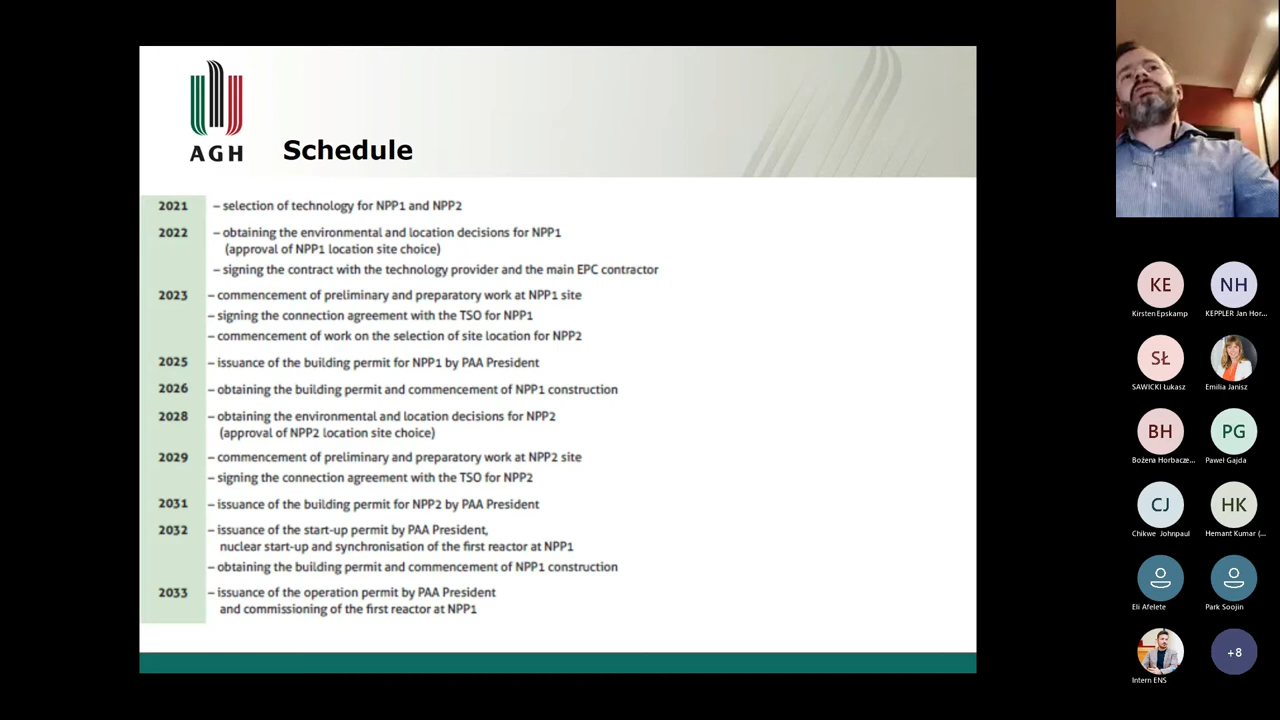 AGH
Schedule
2021 – selection of technology for NPP1 and NPP2
2022 – obtaining the environmental and location decisions for NPP1
(approval of NPP1 location site choice)
– signing the contract with the technology provider and the main EPC contractor
2023 – commencement of preliminary and preparatory work at NPP1 site
– signing the connection agreement with the TSO for NPP1
– commencement of work on the selection of site location for NPP2
2025 – issuance of the building permit for NPP1 by PAA President
2026 – obtaining the building permit and commencement of NPP1 construction
2028 – obtaining the environmental and location decisions for NPP2
(approval of NPP2 location site choice)
2029 – commencement of preliminary and preparatory work at NPP2 site
– signing the connection agreement with the TSO for NPP2
2031 – issuance of the building permit for NPP2 by PAA President
2032 – issuance of the start-up permit by PAA President,
nuclear start-up and synchronisation of the first reactor at NPP1
– obtaining the building permit and commencement of NPP1 construction
2033 – issuance of the operation permit by PAA President
and commissioning of the first reactor at NPP1
KE NH
Kirsten Epskamp KEPPLER Jan Hor...
SŁ
SAWICKI Łukasz Emilia Janisz
BH PG
Bożena Horbacze... Paweł Gajda
CJ HK
Chikwe Johnpaul Hemant Kumar (...
Eli Afelete Park Soojin
+8
Intern ENS